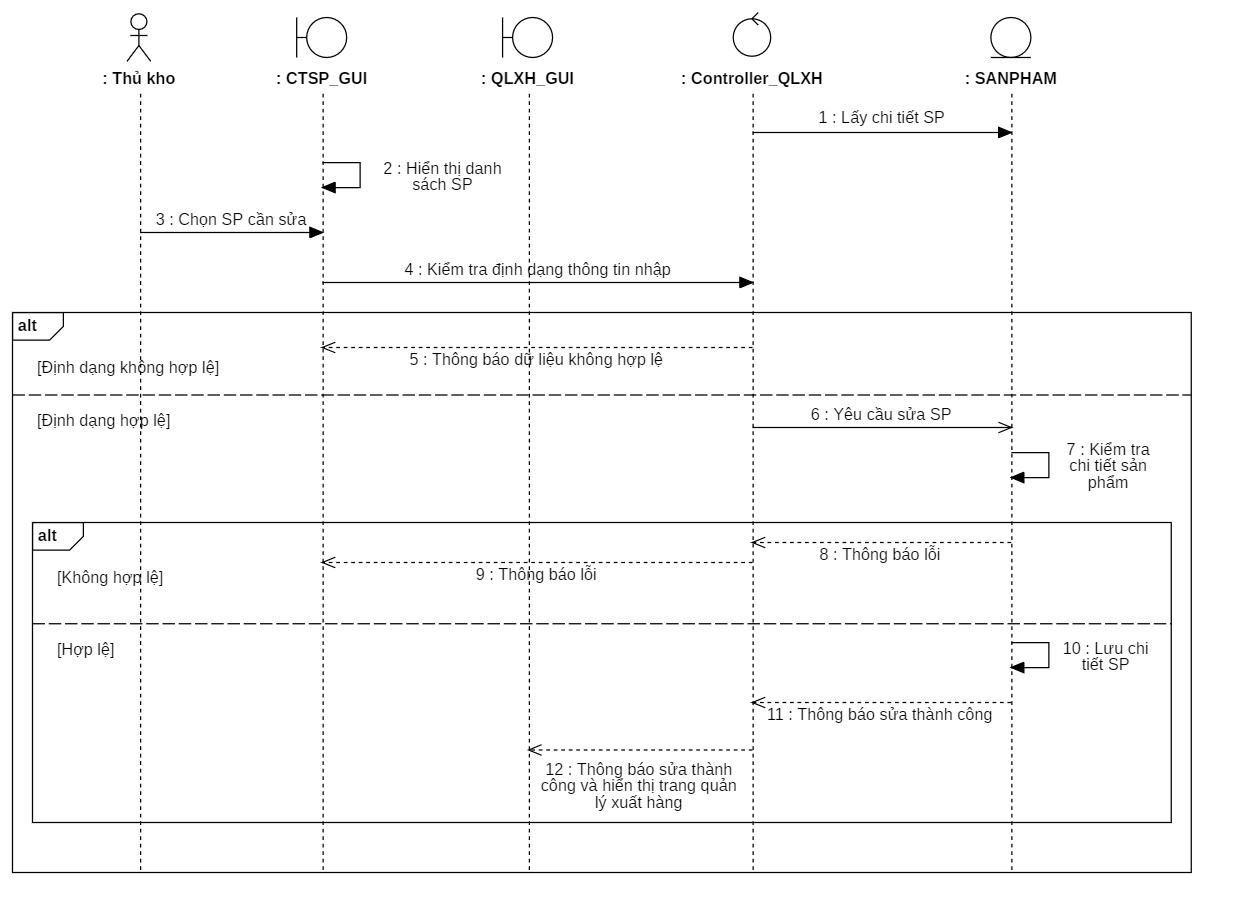 : Thủ kho
: CTSP_GUI
: QLXH_GUI
: Controller_QLXH
: SANPHAM
1 : Lấy chi tiết SP
2 : Hiển thị danh
sách SP
3 : Chọn SP cần sửa
4 : Kiểm tra định dạng thông tin nhập
alt
5 : Thông báo dữ liệu không hợp lệ
[Định dạng không hợp lệ]
[Định dạng hợp lệ]
6 : Yêu cầu sửa SP
7 : Kiểm tra
chi tiết sản
phẩm
alt
8 : Thông báo lỗi
9 : Thông báo lỗi
[Không hợp lệ]
[Hợp lệ]
10 : Lưu chi
tiết SP
11 : Thông báo sửa thành công
12 : Thông báo sửa thành
công và hiển thị trang quản
lý xuất hàng